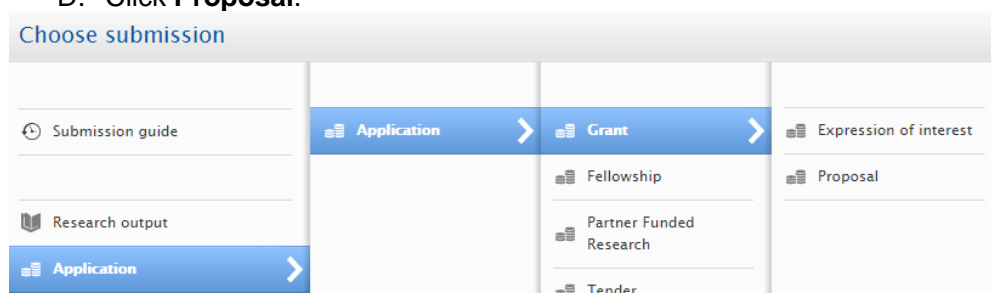 D. Click Proposal.
Choose submission
Submission guide
Research output
Application
Application
Grant
Fellowship
Partner Funded
Research
Tender
Expression of interest
Proposal